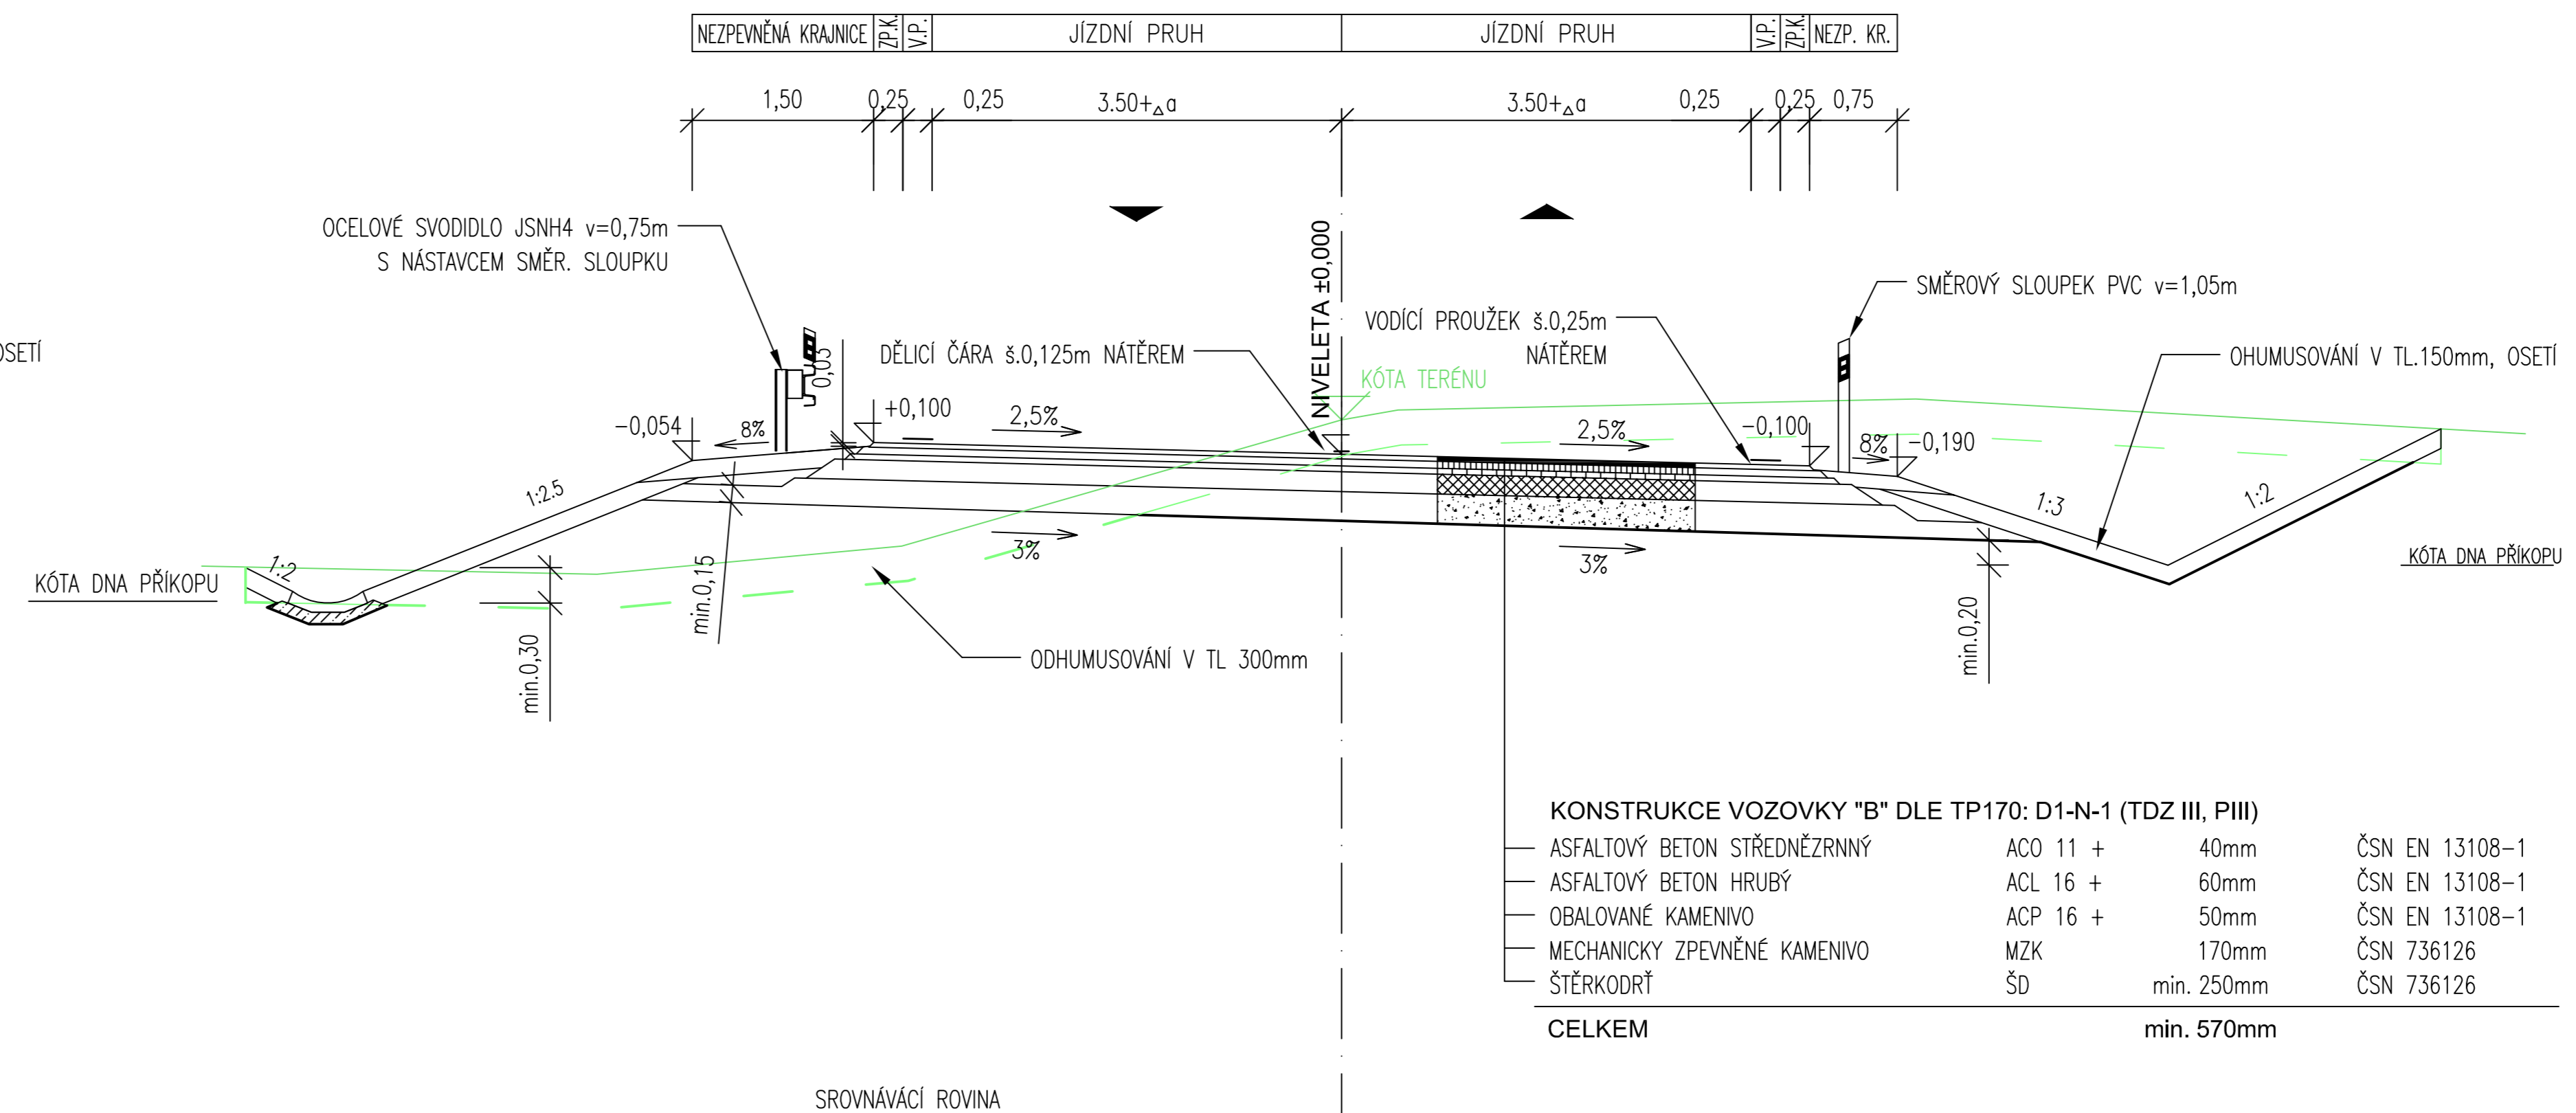 NEZPEVNĚNÁ KRAJNICE ZP.K. V.P. JÍZDNÍ PRUH JÍZDNÍ PRUH V.P. ZP.K. NEZP. KR.
1,50 0,25 0,25 3.50+△a 3.50+△a 0,25 0,25 0,75
OCELOVÉ SVODIDLO JSNH4 v=0,75m
S NÁSTAVCEM SMĚR. SLOUPKU
NIVELETA ±0,000
SMĚROVÝ SLOUPEK PVC v=1,05m
VODÍCÍ PROUŽEK š.0,25m
NÁTĚREM
OSETÍ
0,03
DĚLICÍ ČÁRA š.0,125m NÁTĚREM
OHUMUSOVÁNÍ V TL.150mm, OSETÍ
KÓTA TERÉNU
-0,054 8% +0,100 2,5% 2,5% -0,100 8% -0,190
1:2.5
1:3
1:2
3%
3%
1:2
KÓTA DNA PŘÍKOPU
KÓTA DNA PŘÍKOPU
min.0,30
min.0,15
min.0,20
ODHUMUSOVÁNÍ V TL 300mm
KONSTRUKCE VOZOVKY "B" DLE TP170: D1-N-1 (TDZ III, PIII)
ASFALTOVÝ BETON STŘEDNĚZRNNÝ ACO 11 + 40mm ČSN EN 13108-1
ASFALTOVÝ BETON HRUBÝ ACL 16 + 60mm ČSN EN 13108-1
OBALOVANÉ KAMENIVO ACP 16 + 50mm ČSN EN 13108-1
MECHANICKY ZPEVNĚNÉ KAMENIVO MZK 170mm ČSN 736126
ŠTĚRKODRŤ ŠD min. 250mm ČSN 736126
CELKEM min. 570mm
SROVNÁVÁCÍ ROVINA